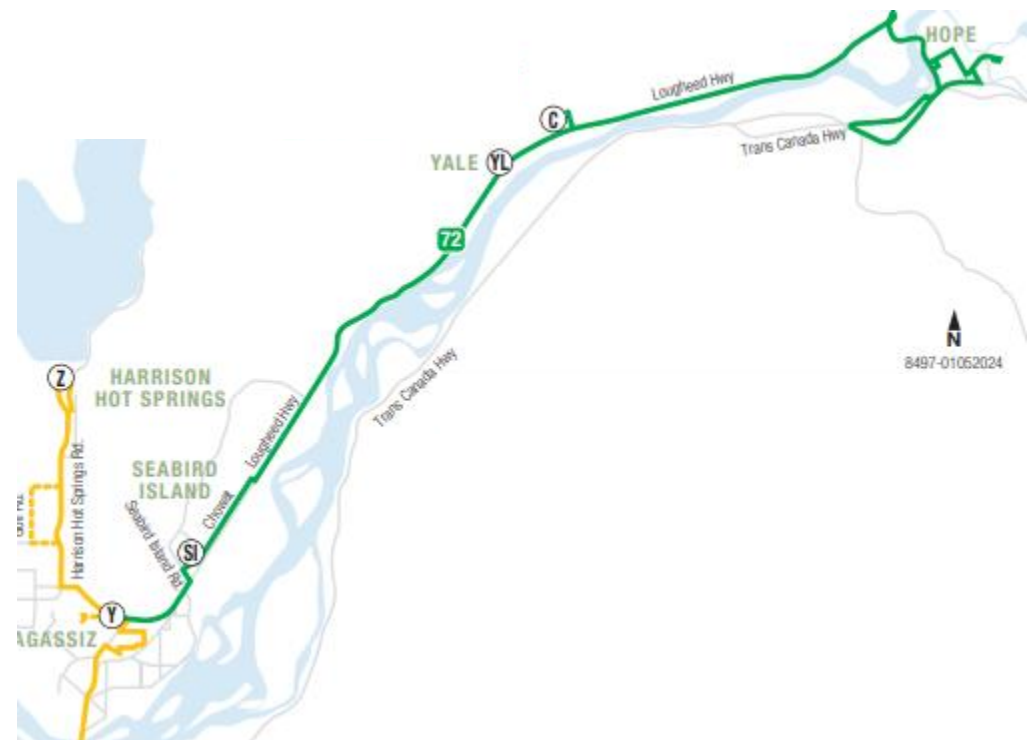 HOPE
Lougheed Hwy
C
Trans Canada Hwy
YALE YL
72
N
8497-01052024
Z
HARRISON
HOT SPRINGS
Trans Canada Hwy
Lougheed Hwy
Harrison Hot Springs Rd.
SEABIRD
ISLAND
Chowat
Seabird Island Rd.
SI
Y
AGASSIZ